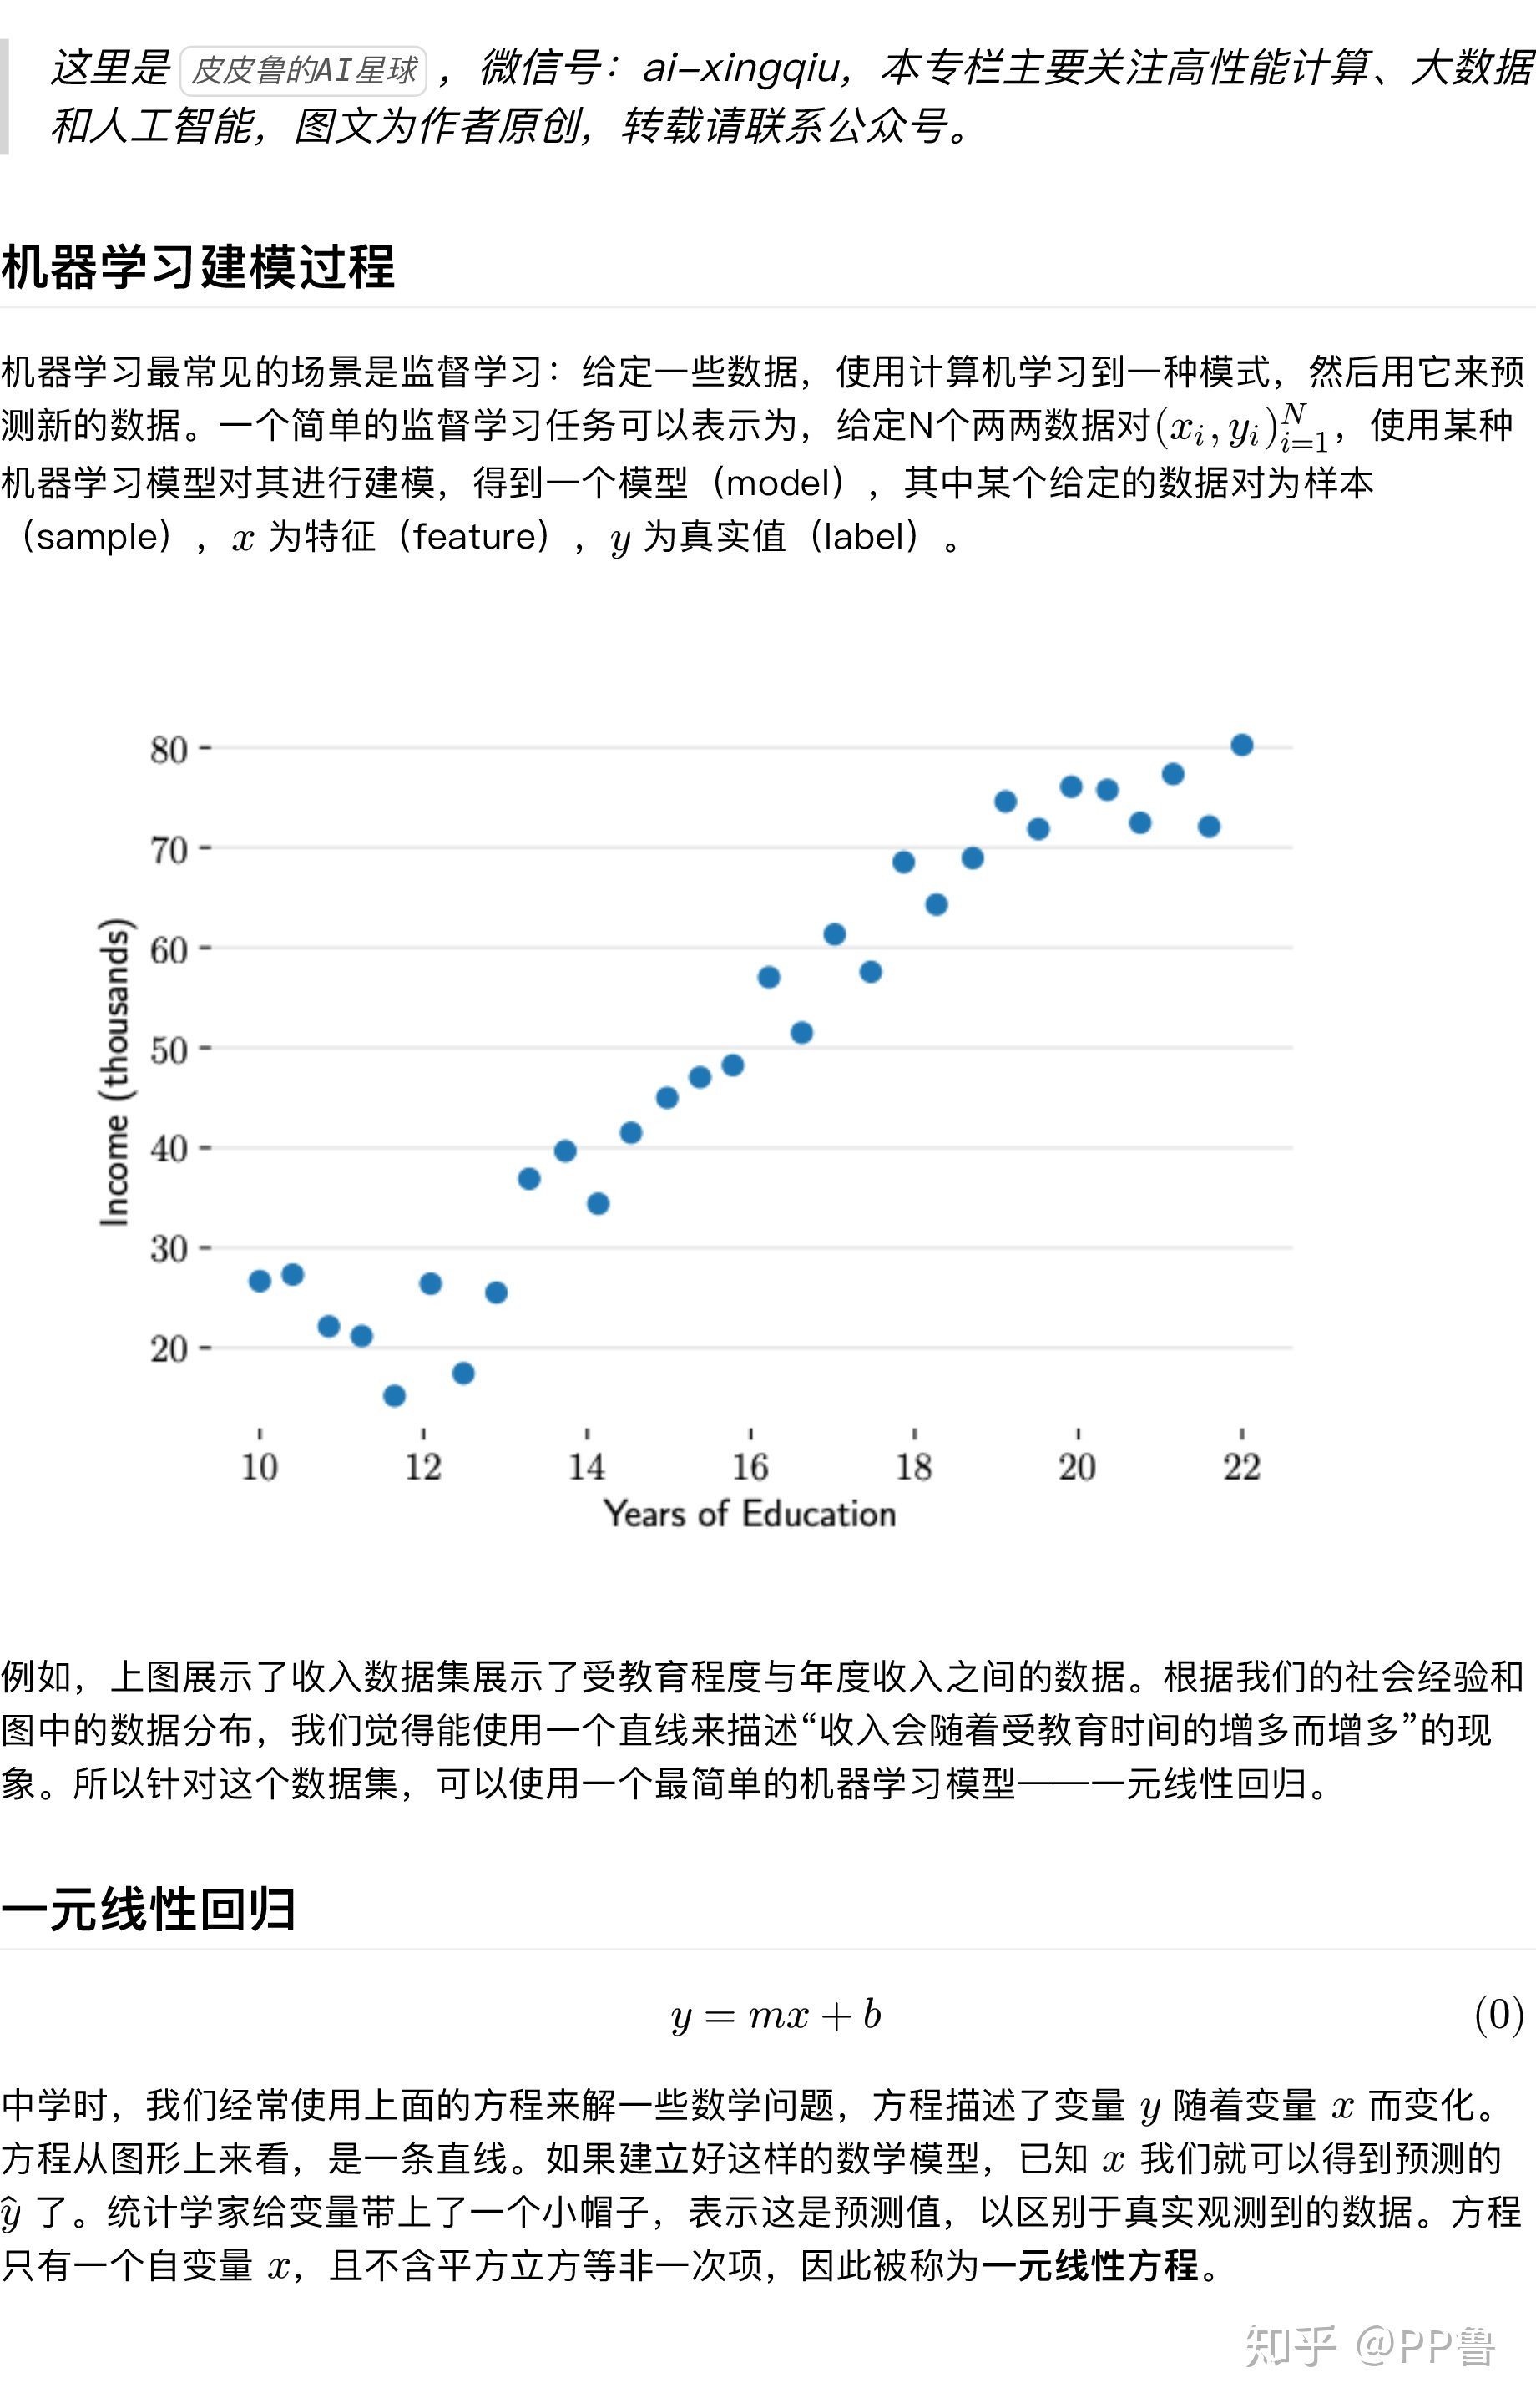 这里是 皮皮鲁的AI星球 ，微信号：ai-xingqiu，本专栏主要关注高性能计算、大数据
和人工智能，图文为作者原创，转载请联系公众号。
机器学习建模过程
机器学习最常见的场景是监督学习：给定一些数据，使用计算机学习到一种模式，然后用它来预
测新的数据。一个简单的监督学习任务可以表示为，给定N个两两数据对$(x_i, y_i)_{i=1}^N$，使用某种
机器学习模型对其进行建模，得到一个模型（model），其中某个给定的数据对为样本
（sample），x 为特征（feature），y 为真实值（label）。
80
70
60
50
40
30
20
Income (thousands)
10 12 14 16 18 20 22
Years of Education
例如，上图展示了收入数据集展示了受教育程度与年度收入之间的数据。根据我们的社会经验和
图中的数据分布，我们觉得能使用一个直线来描述“收入会随着受教育时间的增多而增多”的现
象。所以针对这个数据集，可以使用一个最简单的机器学习模型——一元线性回归。
一元线性回归
y = mx + b (0)
中学时，我们经常使用上面的方程来解一些数学问题，方程描述了变量 y 随着变量 x 而变化。
方程从图形上来看，是一条直线。如果建立好这样的数学模型，已知 x 我们就可以得到预测的
ŷ 了。统计学家给变量带上了一个小帽子，表示这是预测值，以区别于真实观测到的数据。方程
只有一个自变量 x，且不含平方立方等非一次项，因此被称为一元线性方程。
知乎 @PP鲁